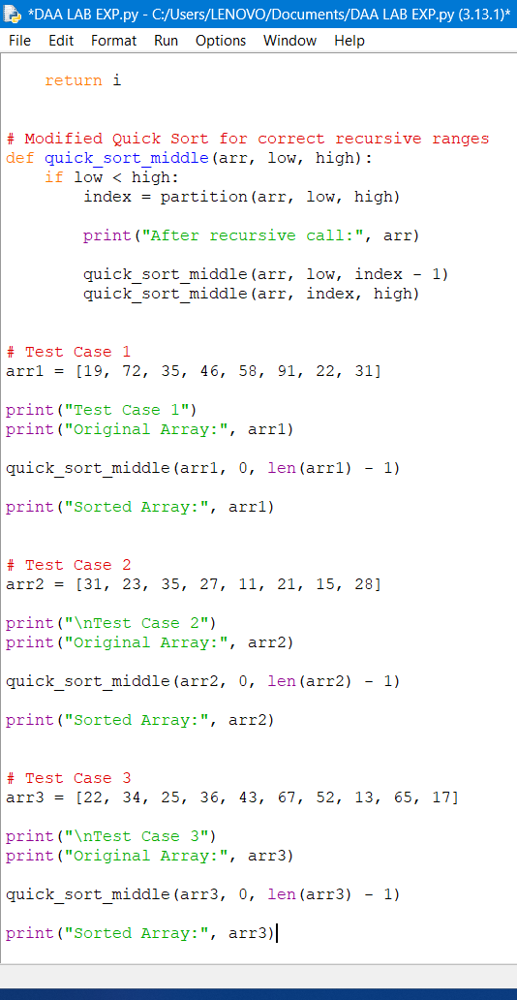 *DAA LAB EXP.py - C:/Users/LENOVO/Documents/DAA LAB EXP.py (3.13.1)*
File Edit Format Run Options Window Help
    return i
# Modified Quick Sort for correct recursive ranges
def quick_sort_middle(arr, low, high):
    if low < high:
        index = partition(arr, low, high)
        print("After recursive call:", arr)
        quick_sort_middle(arr, low, index - 1)
        quick_sort_middle(arr, index, high)
# Test Case 1
arr1 = [19, 72, 35, 46, 58, 91, 22, 31]
print("Test Case 1")
print("Original Array:", arr1)
quick_sort_middle(arr1, 0, len(arr1) - 1)
print("Sorted Array:", arr1)
# Test Case 2
arr2 = [31, 23, 35, 27, 11, 21, 15, 28]
print("\nTest Case 2")
print("Original Array:", arr2)
quick_sort_middle(arr2, 0, len(arr2) - 1)
print("Sorted Array:", arr2)
# Test Case 3
arr3 = [22, 34, 25, 36, 43, 67, 52, 13, 65, 17]
print("\nTest Case 3")
print("Original Array:", arr3)
quick_sort_middle(arr3, 0, len(arr3) - 1)
print("Sorted Array:", arr3)